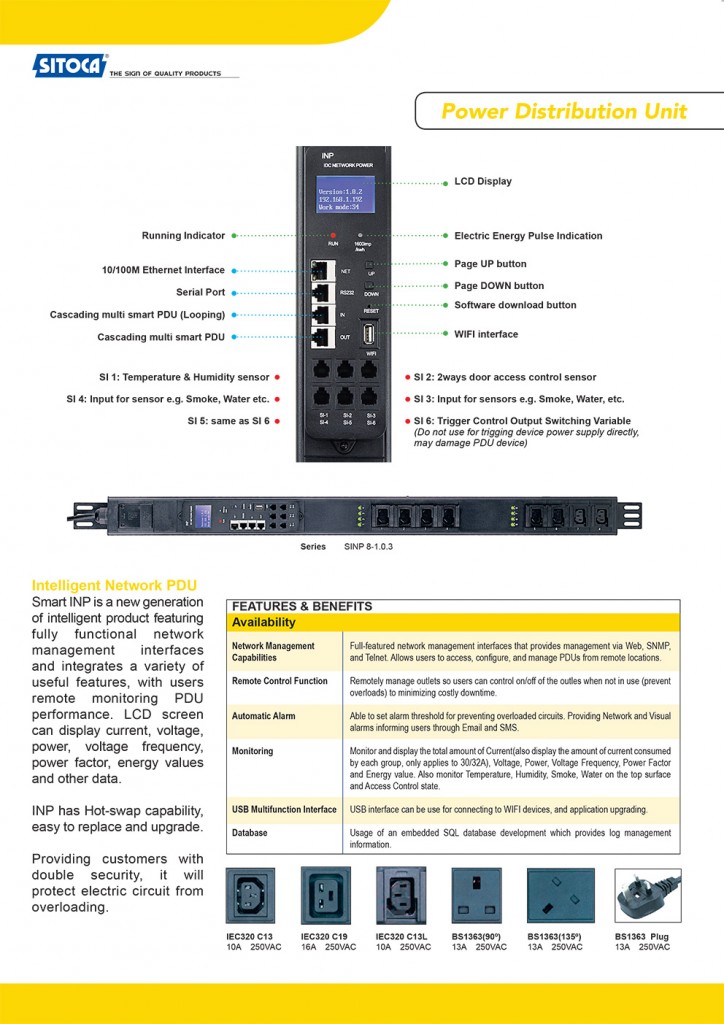 SITOCA®
THE SIGN OF QUALITY PRODUCTS
Power Distribution Unit
INP
IDC NETWORK POWER
Version:1.0.2
192.168.1.192
Work mode:S4
RUN
1600imp
/kwh
NET
UP
RS232
DOWN
RESET
IN
OUT
WIFI
SI-1 SI-2 SI-3
SI-4 SI-5 SI-6
LCD Display
Running Indicator
Electric Energy Pulse Indication
10/100M Ethernet Interface
Page UP button
Serial Port
Page DOWN button
Cascading multi smart PDU (Looping)
Software download button
Cascading multi smart PDU
WIFI interface
SI 1: Temperature & Humidity sensor
SI 2: 2ways door access control sensor
SI 4: Input for sensor e.g. Smoke, Water etc.
SI 3: Input for sensors e.g. Smoke, Water, etc.
SI 5: same as SI 6
SI 6: Trigger Control Output Switching Variable
(Do not use for trigging device power supply directly,
may damage PDU device)
Series SINP 8-1.0.3
Intelligent Network PDU
Smart INP is a new generation
of intelligent product featuring
fully functional network
management interfaces
and integrates a variety of
useful features, with users
remote monitoring PDU
performance. LCD screen
can display current, voltage,
power, voltage frequency,
power factor, energy values
and other data.
INP has Hot-swap capability,
easy to replace and upgrade.
Providing customers with
double security, it will
protect electric circuit from
overloading.
FEATURES & BENEFITS
Availability
Network Management
Capabilities
Full-featured network management interfaces that provides management via Web, SNMP,
and Telnet. Allows users to access, configure, and manage PDUs from remote locations.
Remote Control Function
Remotely manage outlets so users can control on/off of the outles when not in use (prevent
overloads) to minimizing costly downtime.
Automatic Alarm
Able to set alarm threshold for preventing overloaded circuits. Providing Network and Visual
alarms informing users through Email and SMS.
Monitoring
Monitor and display the total amount of Current(also display the amount of current consumed
by each group, only applies to 30/32A), Voltage, Power, Voltage Frequency, Power Factor
and Energy value. Also monitor Temperature, Humidity, Smoke, Water on the top surface
and Access Control state.
USB Multifunction Interface
USB interface can be use for connecting to WIFI devices, and application upgrading.
Database
Usage of an embedded SQL database development which provides log management
information.
IEC320 C13
10A 250VAC
IEC320 C19
16A 250VAC
IEC320 C13L
10A 250VAC
BS1363(90º)
13A 250VAC
BS1363(135º)
13A 250VAC
BS1363 Plug
13A 250VAC